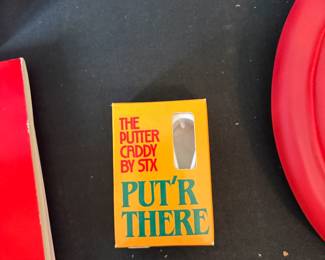 THE
PUTTER
CADDY
BY STX
PUT'R
THERE